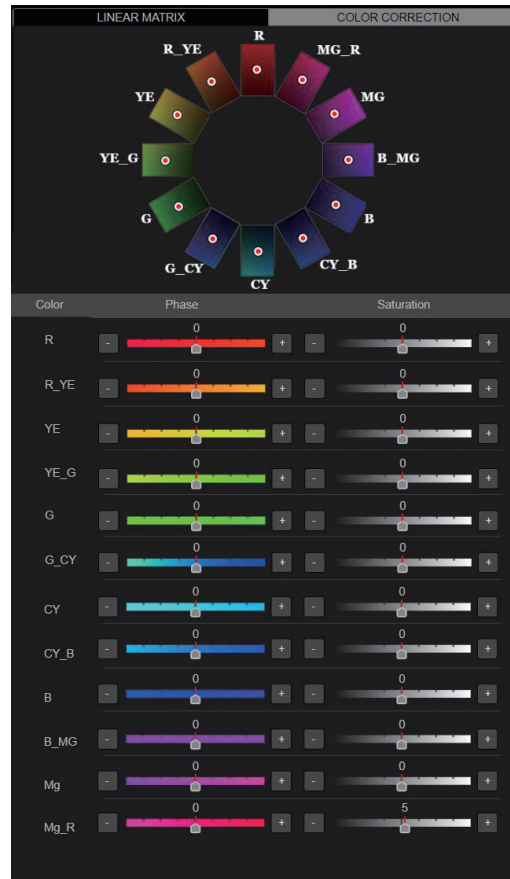 LINEAR MATRIX COLOR CORRECTION
R
R_YE MG_R
YE MG
YE_G B_MG
G B
G_CY CY_B
CY
Color Phase Saturation
0 0
R - + - +
0 0
R_YE - + - +
0 0
YE - + - +
0 0
YE_G - + - +
0 0
G - + - +
0 0
G_CY - + - +
0 0
CY - + - +
0 0
CY_B - + - +
0 0
B - + - +
0 0
B_MG - + - +
0 0
Mg - + - +
0 5
Mg_R - + - +